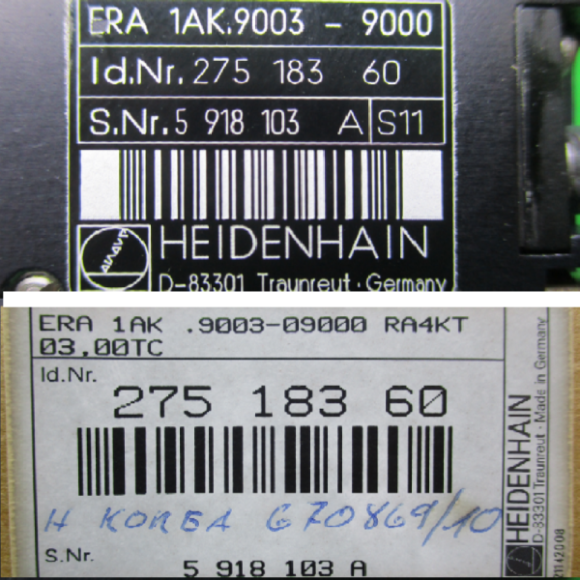 ERA 1AK.9003 - 9000
Id.Nr. 275 183 60
S.Nr. 5 918 103 A S11
HEIDENHAIN
D-83301 Traunreut · Germany
ERA 1AK .9003-09000 RA4KT
03,00TC
Id.Nr.
275 183 60
H KOREA 670869/10
S.Nr.
5 918 103 A
HEIDENHAIN
D-83301 Traunreut · Made in Germany